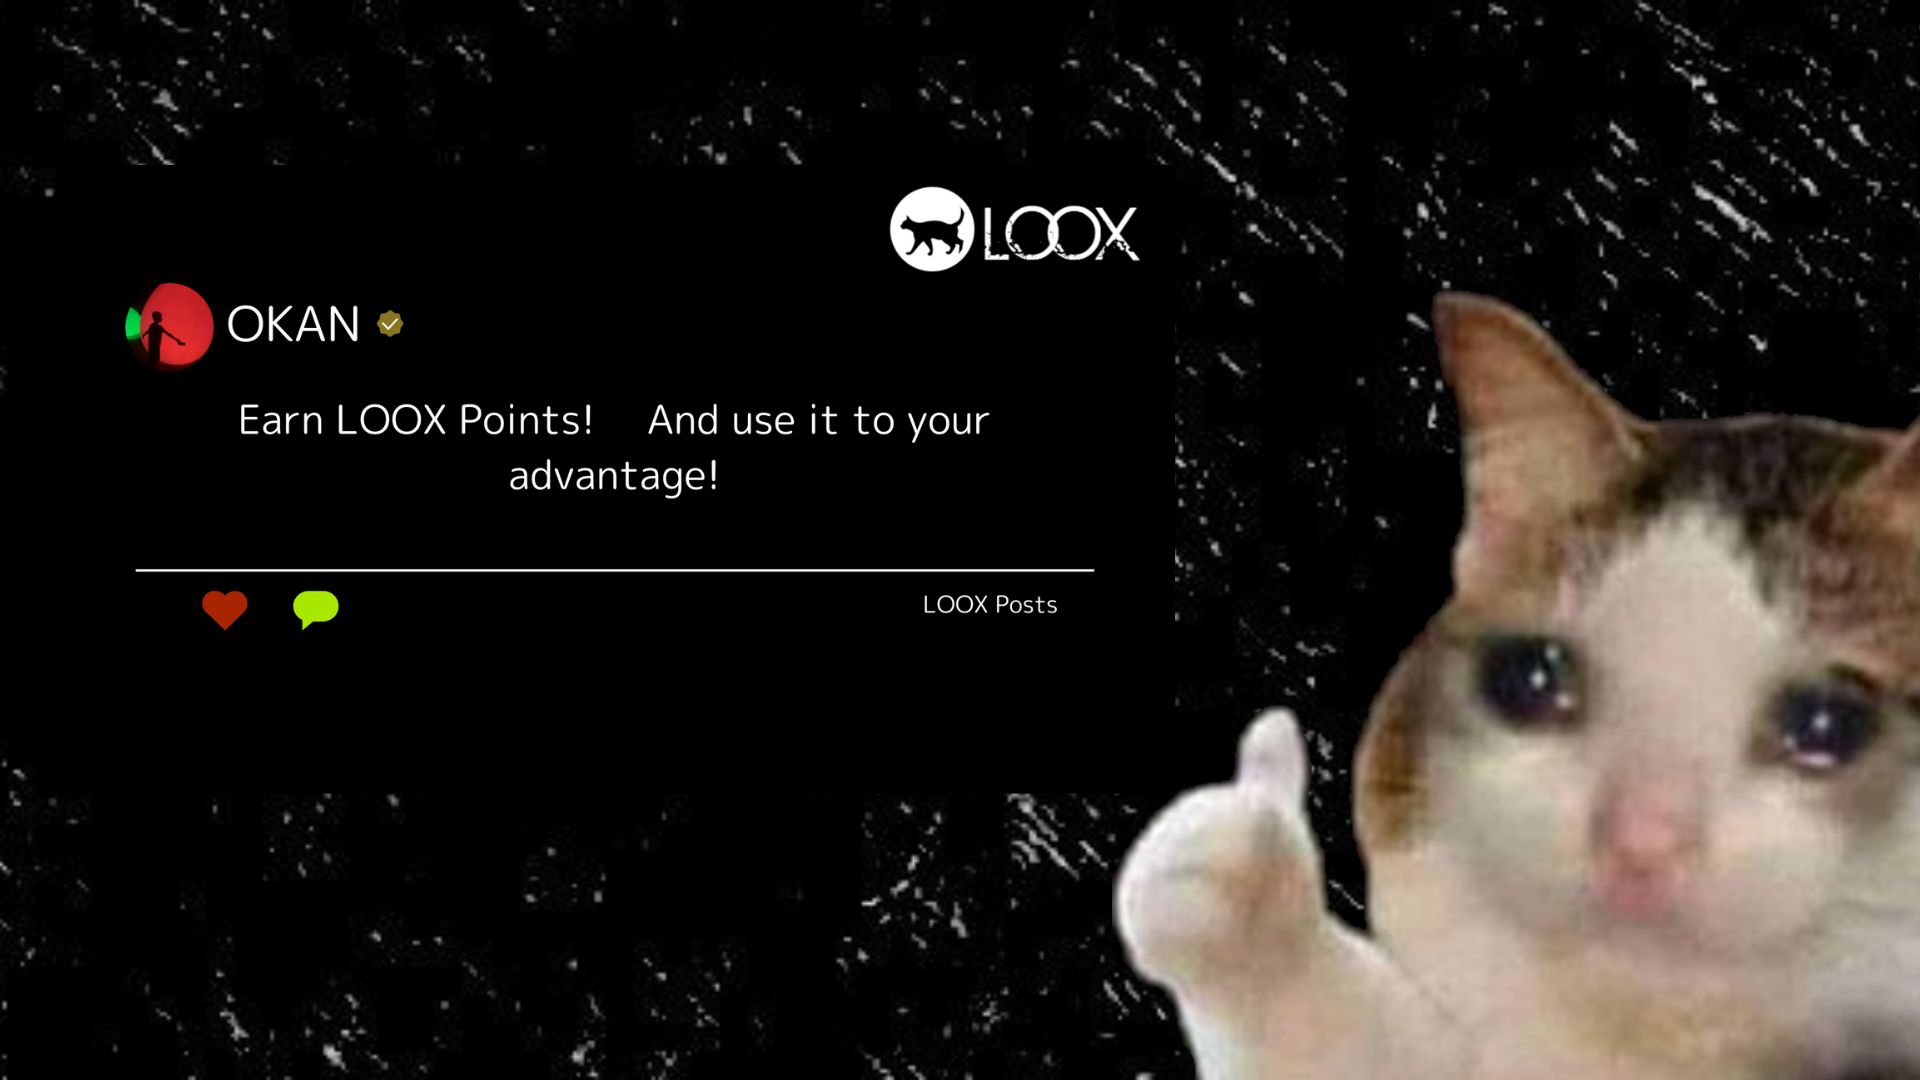 LOOX
OKAN
Earn LOOX Points! And use it to your
advantage!
LOOX Posts